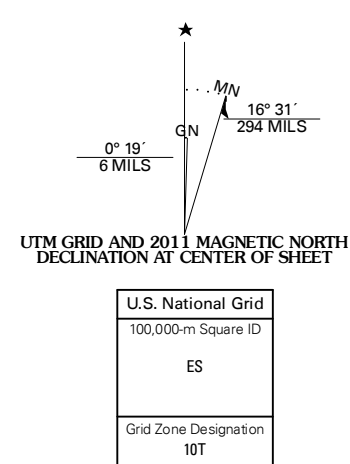 ★
MN
16° 31´
294 MILS
GN
0° 19´
6 MILS
UTM GRID AND 2011 MAGNETIC NORTH
DECLINATION AT CENTER OF SHEET
U.S. National Grid
100,000-m Square ID
ES
Grid Zone Designation
10T